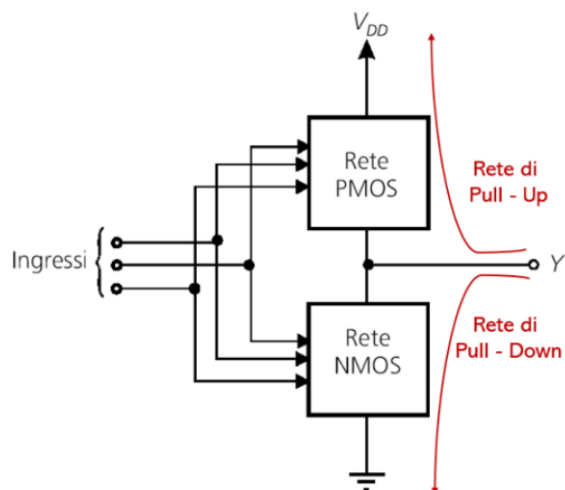 V_DD
Rete
PMOS
Rete di
Pull - Up
Ingressi
Y
Rete
NMOS
Rete di
Pull - Down